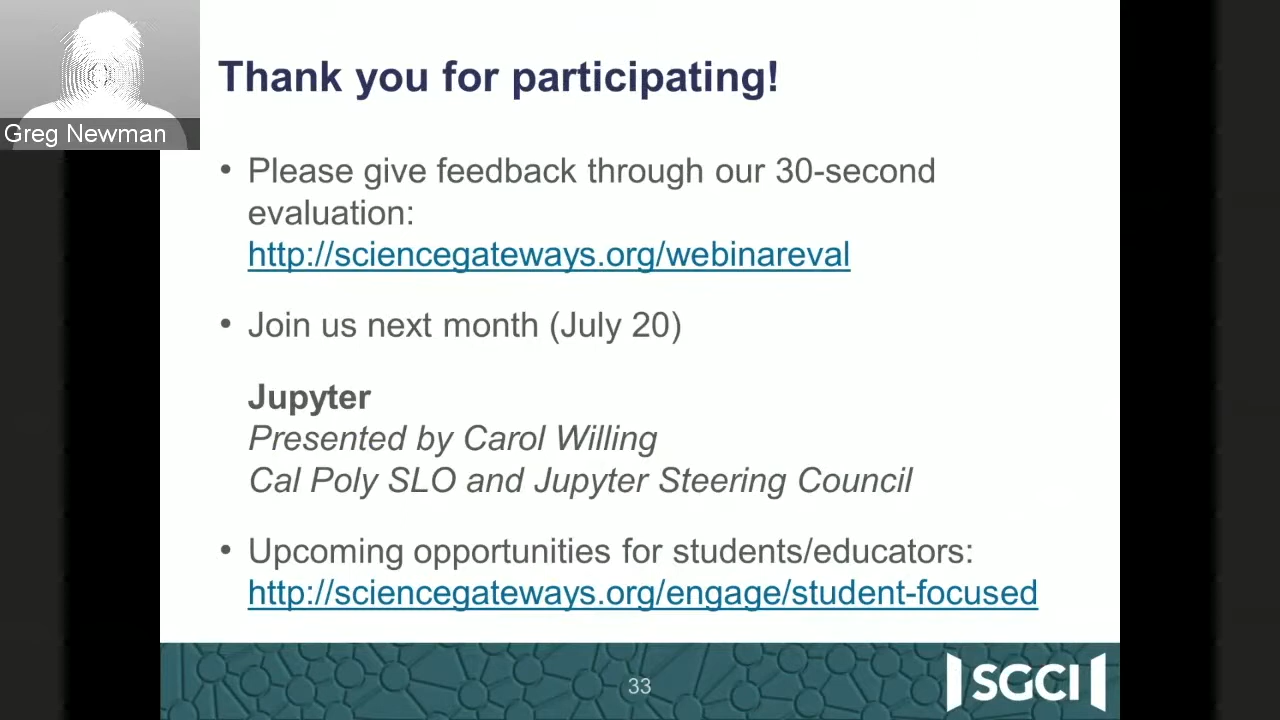 Greg Newman
Thank you for participating!
• Please give feedback through our 30-second
evaluation:
http://sciencegateways.org/webinareval
• Join us next month (July 20)
Jupyter
Presented by Carol Willing
Cal Poly SLO and Jupyter Steering Council
• Upcoming opportunities for students/educators:
http://sciencegateways.org/engage/student-focused
33
SGCI